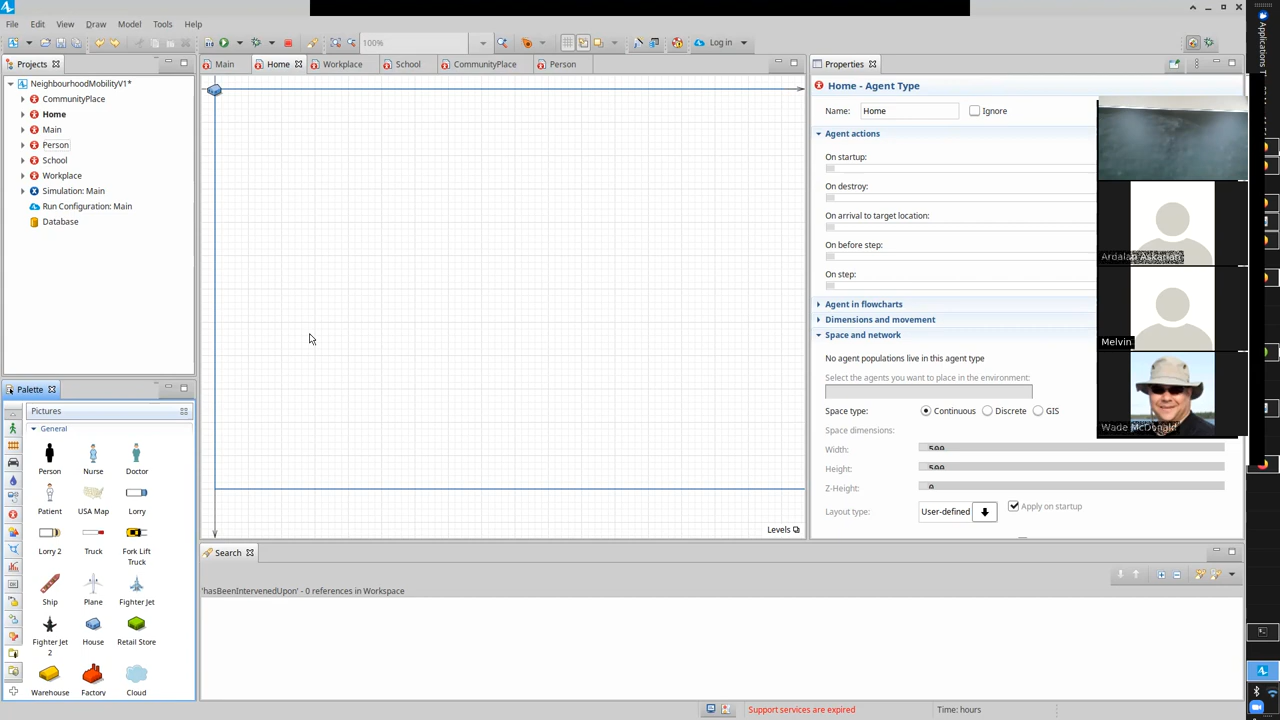 File Edit View Draw Model Tools Help
100%
Log in
Projects
NeighbourhoodMobilityV1*
CommunityPlace
Home
Main
Person
School
Workplace
Simulation: Main
Run Configuration: Main
Database
Palette
Pictures
General
Person Nurse Doctor
Patient USA Map Lorry
Lorry 2 Truck Fork Lift Truck
Ship Plane Fighter Jet
Fighter Jet 2 House Retail Store
Warehouse Factory Cloud
Main Home Workplace School CommunityPlace Person
Levels
Search
'hasBeenIntervenedUpon' - 0 references in Workspace
Properties
Home - Agent Type
Name: Home Ignore
Agent actions
On startup:
On destroy:
On arrival to target location:
On before step:
On step:
Agent in flowcharts
Dimensions and movement
Space and network
No agent populations live in this agent type
Select the agents you want to place in the environment:
Space type: Continuous Discrete GIS
Space dimensions:
Width: 500
Height: 500
Z-Height: 0
Layout type: User-defined Apply on startup
Ardalan Askarian
Melvin
Wade McDonald
Applications
Support services are expired
Time: hours